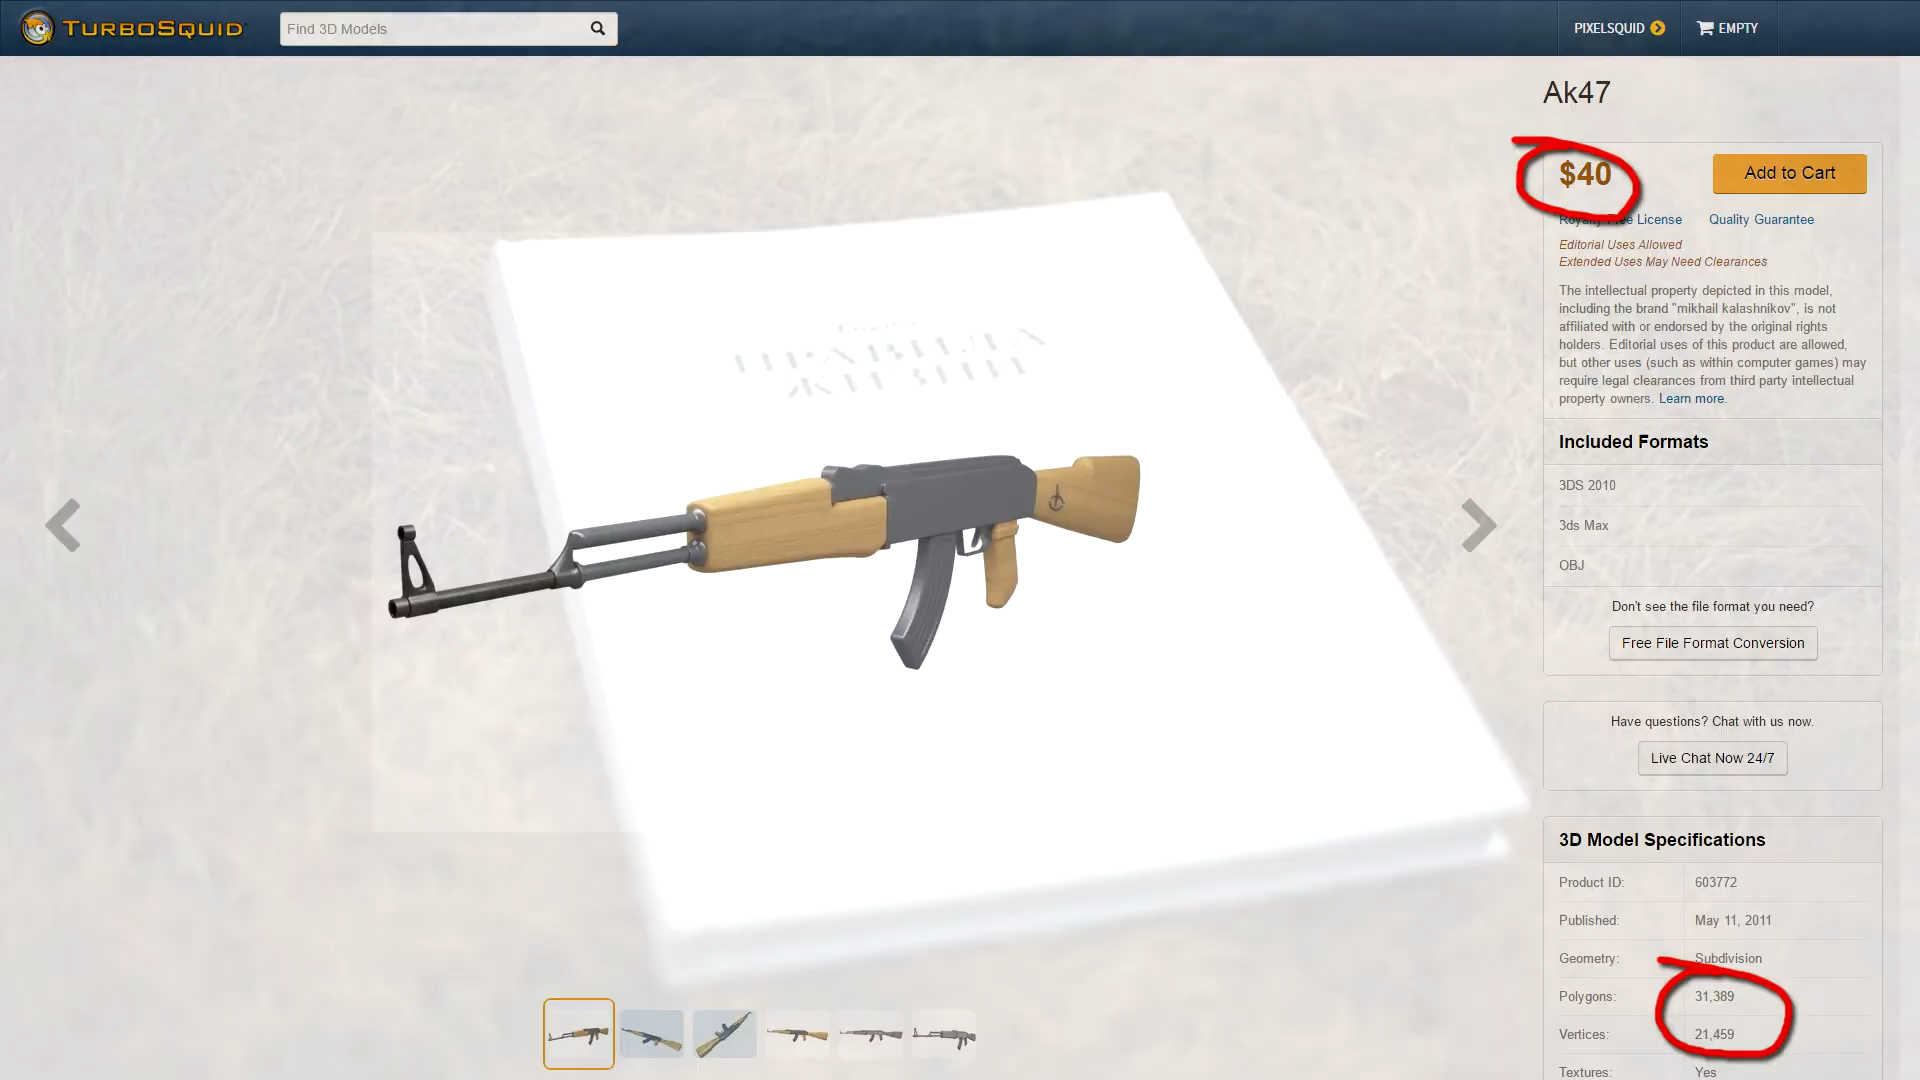 TURBOSQUID
Find 3D Models
PIXELSQUID
EMPTY
Ak47
$40
Add to Cart
Royalty Free License
Quality Guarantee
Editorial Uses Allowed
Extended Uses May Need Clearances
The intellectual property depicted in this model,
including the brand "mikhail kalashnikov", is not
affiliated with or endorsed by the original rights
holders. Editorial uses of this product are allowed,
but other uses (such as within computer games) may
require legal clearances from third party intellectual
property owners. Learn more.
ПРАВИЛА
ЖИЗНИ
Included Formats
3DS 2010
3ds Max
OBJ
Don't see the file format you need?
Free File Format Conversion
Have questions? Chat with us now.
Live Chat Now 24/7
3D Model Specifications
Product ID: 603772
Published: May 11, 2011
Geometry: Subdivision
Polygons: 31,389
Vertices: 21,459
Textures: Yes